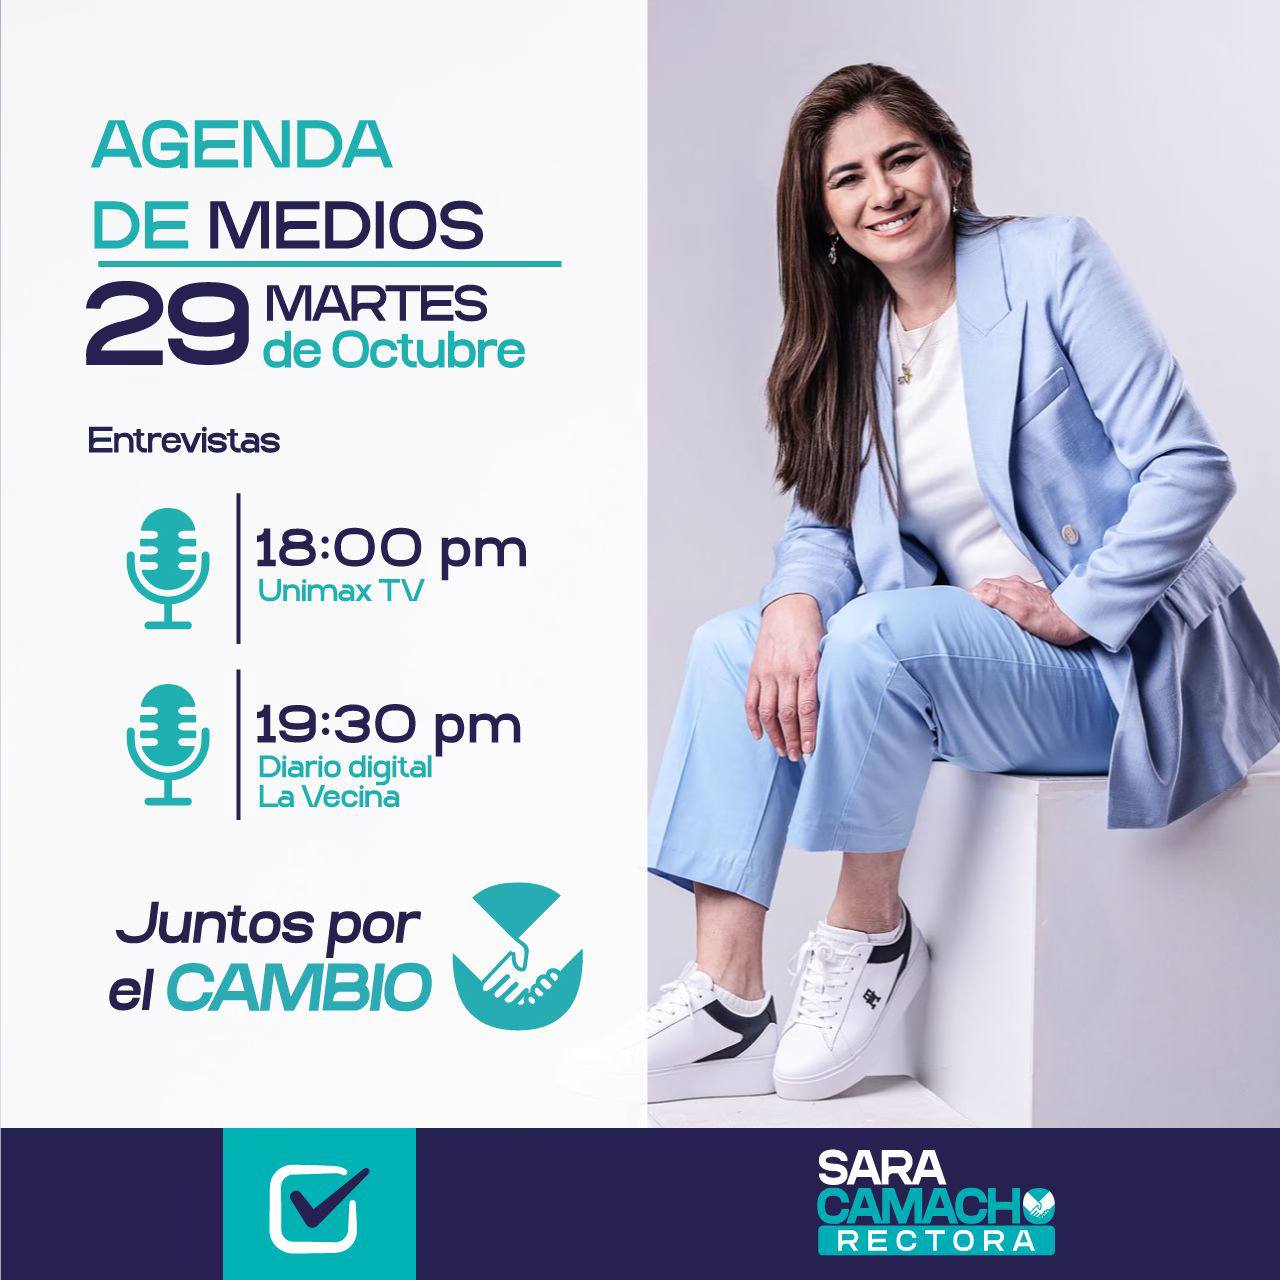 AGENDA
DE MEDIOS
29 MARTES
de Octubre
Entrevistas
18:00 pm
Unimax TV
19:30 pm
Diario digital
La Vecina
Juntos por
el CAMBIO
SARA
CAMACHO
RECTORA